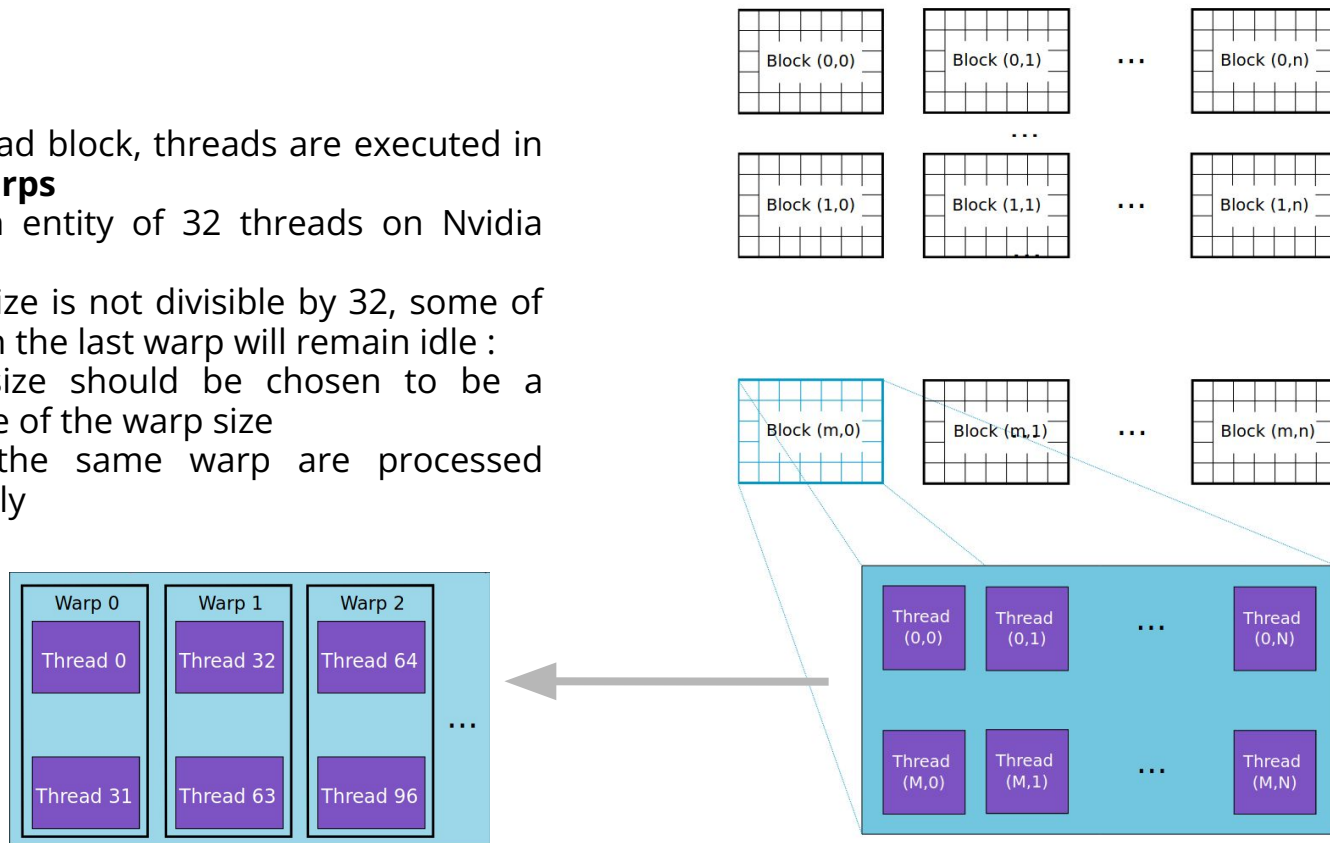 ad block, threads are executed in
rps
entity of 32 threads on Nvidia
ize is not divisible by 32, some of
the last warp will remain idle :
size should be chosen to be a
of the warp size
the same warp are processed
ly
Block (0,0) Block (0,1) ... Block (0,n)
...
Block (1,0) Block (1,1) ... Block (1,n)
...
Block (m,0) Block (m,1) ... Block (m,n)
Warp 0 Warp 1 Warp 2
Thread 0 Thread 32 Thread 64
...
Thread 31 Thread 63 Thread 96
Thread Thread ... Thread
(0,0) (0,1) (0,N)
Thread Thread ... Thread
(M,0) (M,1) (M,N)